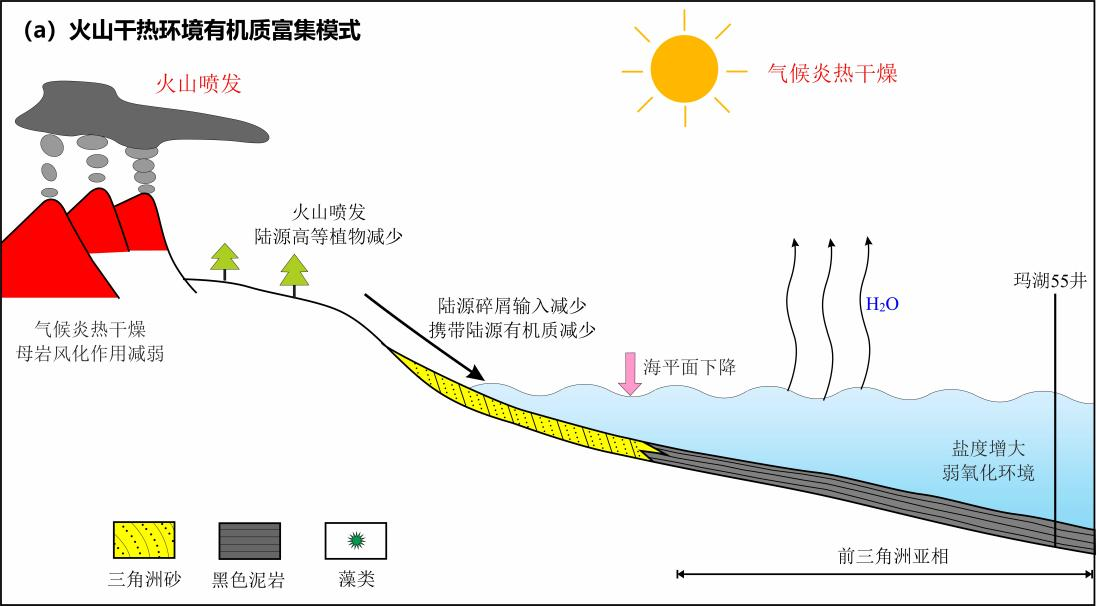 （a）火山干热环境有机质富集模式
火山喷发
气候炎热干燥
火山喷发
陆源高等植物减少
陆源碎屑输入减少
携带陆源有机质减少
气候炎热干燥
母岩风化作用减弱
海平面下降
H₂O
玛湖55井
盐度增大
弱氧化环境
前三角洲亚相
三角洲砂
黑色泥岩
藻类